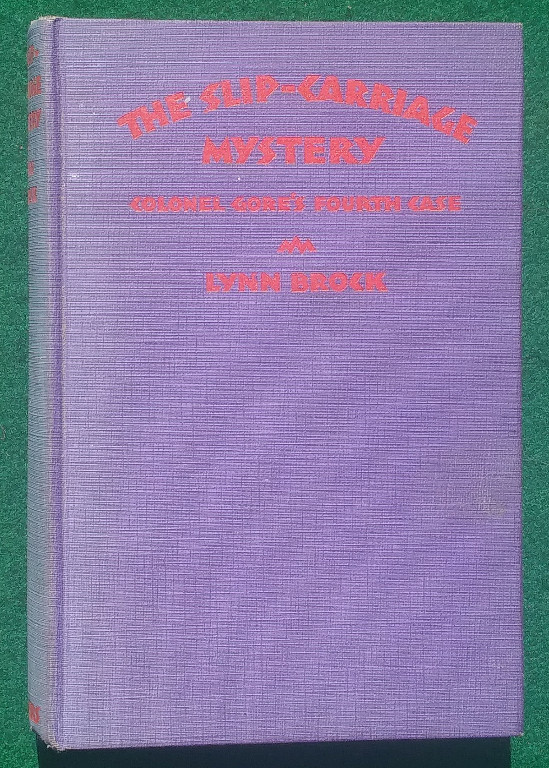 THE SLIP-CARRIAGE
MYSTERY
COLONEL GORE'S FOURTH CASE
LYNN BROCK